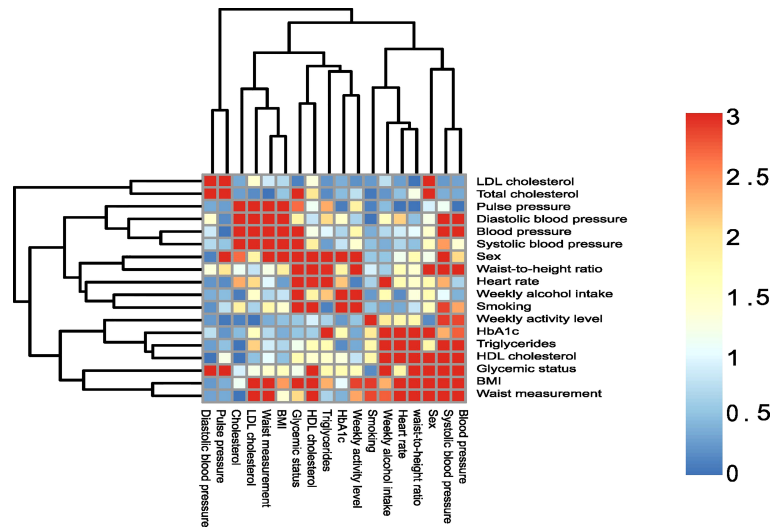 LDL cholesterol
Total cholesterol
Pulse pressure
Diastolic blood pressure
Blood pressure
Systolic blood pressure
Sex
Waist-to-height ratio
Heart rate
Weekly alcohol intake
Smoking
Weekly activity level
HbA1c
Triglycerides
HDL cholesterol
Glycemic status
BMI
Waist measurement
Diastolic blood pressure
Pulse pressure
Cholesterol
LDL cholesterol
Waist measurement
BMI
Glycemic status
HDL cholesterol
Triglycerides
HbA1c
Weekly activity level
Smoking
Weekly alcohol intake
Heart rate
waist-to-height ratio
Sex
Systolic blood pressure
Blood pressure
3
2.5
2
1.5
1
0.5
0